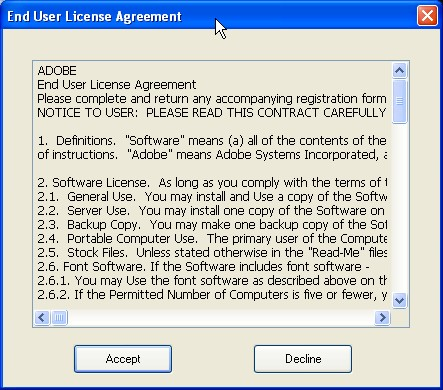 End User License Agreement
ADOBE
End User License Agreement
Please complete and return any accompanying registration form
NOTICE TO USER:  PLEASE READ THIS CONTRACT CAREFULLY
1.  Definitions.  "Software" means (a) all of the contents of the
of instructions.  "Adobe" means Adobe Systems Incorporated, a
2. Software License.  As long as you comply with the terms of t
2.1.  General Use.  You may install and Use a copy of the Softw
2.2.  Server Use.  You may install one copy of the Software on
2.3.  Backup Copy.  You may make one backup copy of the Sof
2.4.  Portable Computer Use.  The primary user of the Compute
2.5.  Stock Files.  Unless stated otherwise in the "Read-Me" files
2.6. Font Software. If the Software includes font software -
2.6.1. You may Use the font software as described above on th
2.6.2. If the Permitted Number of Computers is five or fewer, y
Accept
Decline